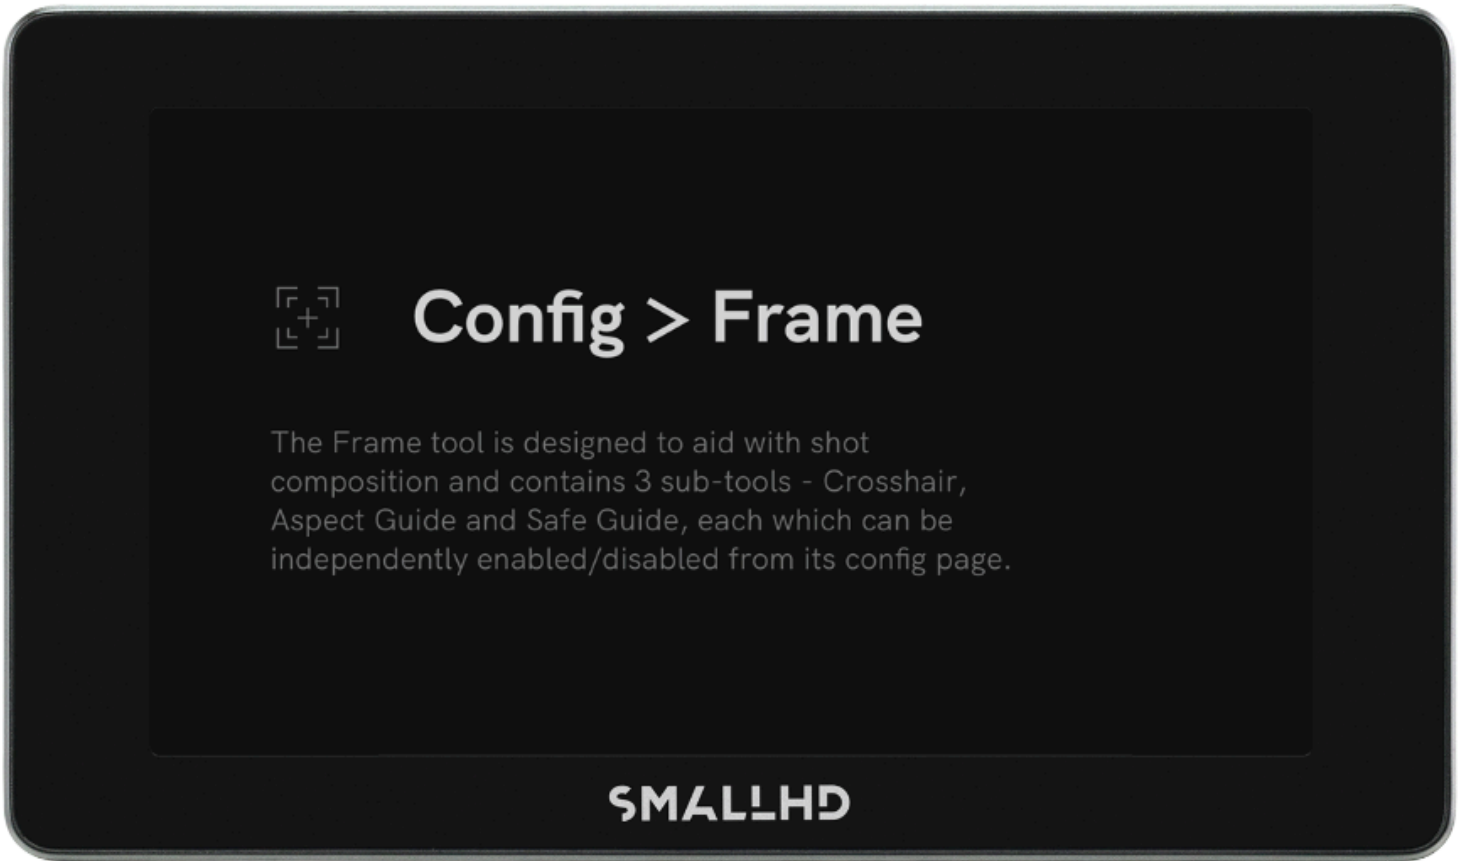 Config > Frame
The Frame tool is designed to aid with shot
composition and contains 3 sub-tools - Crosshair,
Aspect Guide and Safe Guide, each which can be
independently enabled/disabled from its config page.
SMALLHD